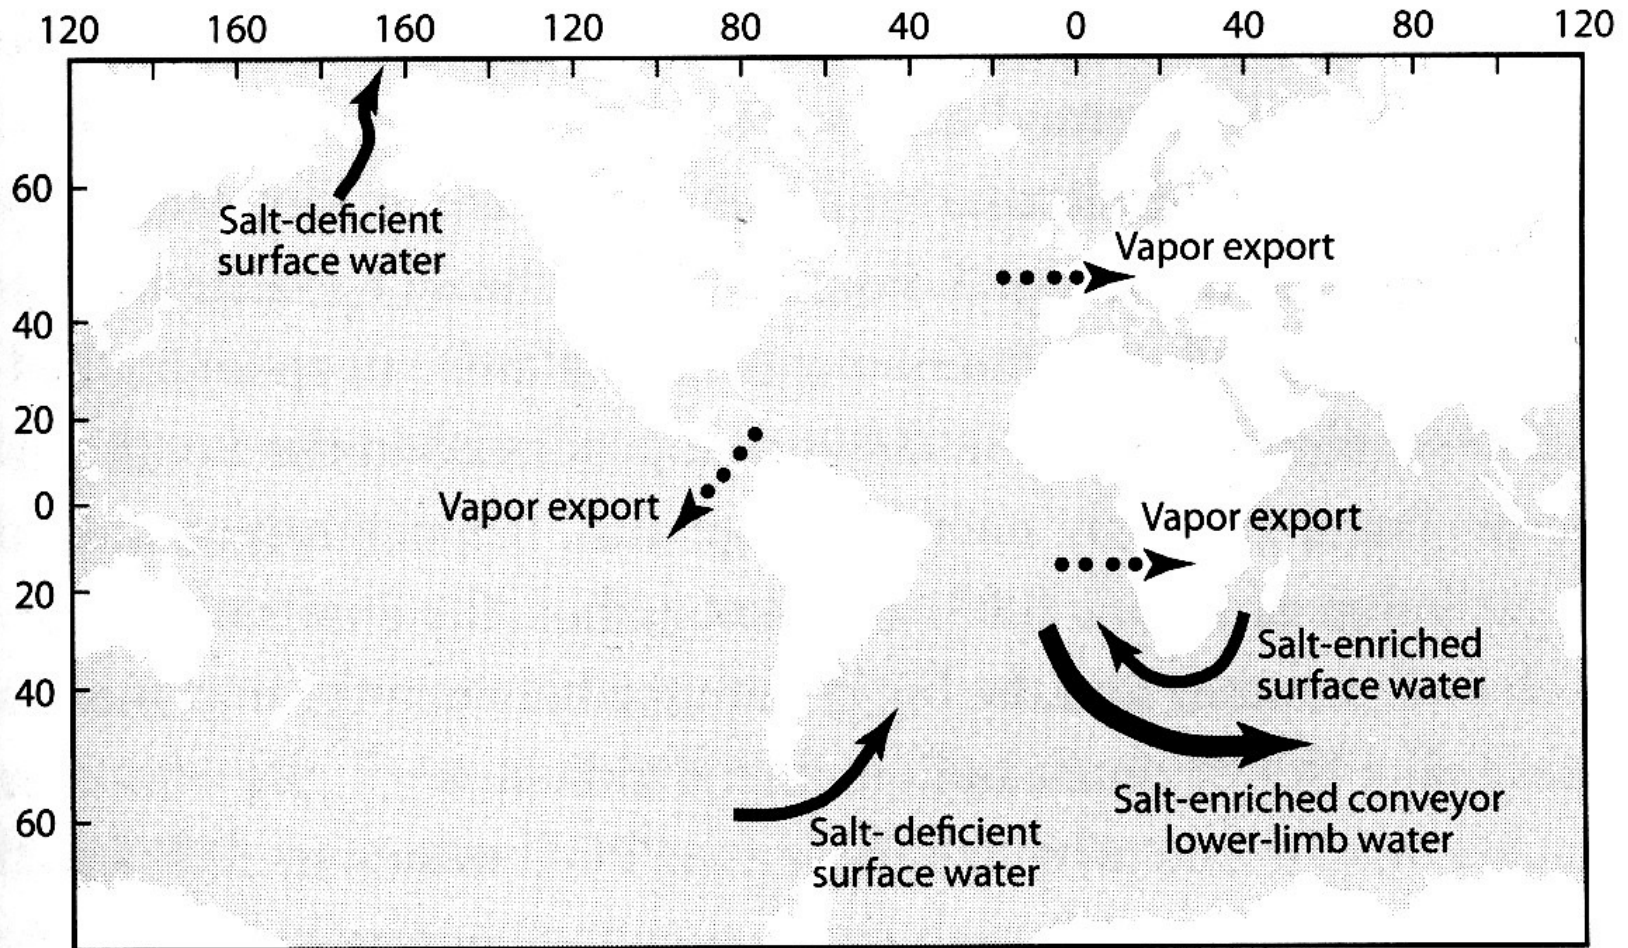 120 160 160 120 80 40 0 40 80 120
60
Salt-deficient
surface water
Vapor export
40
20
0
Vapor export
Vapor export
20
Salt-enriched
surface water
40
Salt-enriched conveyor
lower-limb water
60
Salt- deficient
surface water